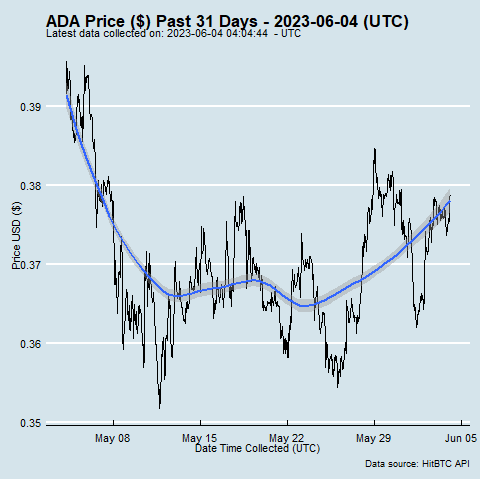 ADA Price ($) Past 31 Days - 2023-06-04 (UTC)
Latest data collected on: 2023-06-04 04:04:44  - UTC
Price USD ($)
0.39
0.38
0.37
0.36
0.35
May 08
May 15
May 22
May 29
Jun 05
Date Time Collected (UTC)
Data source: HitBTC API